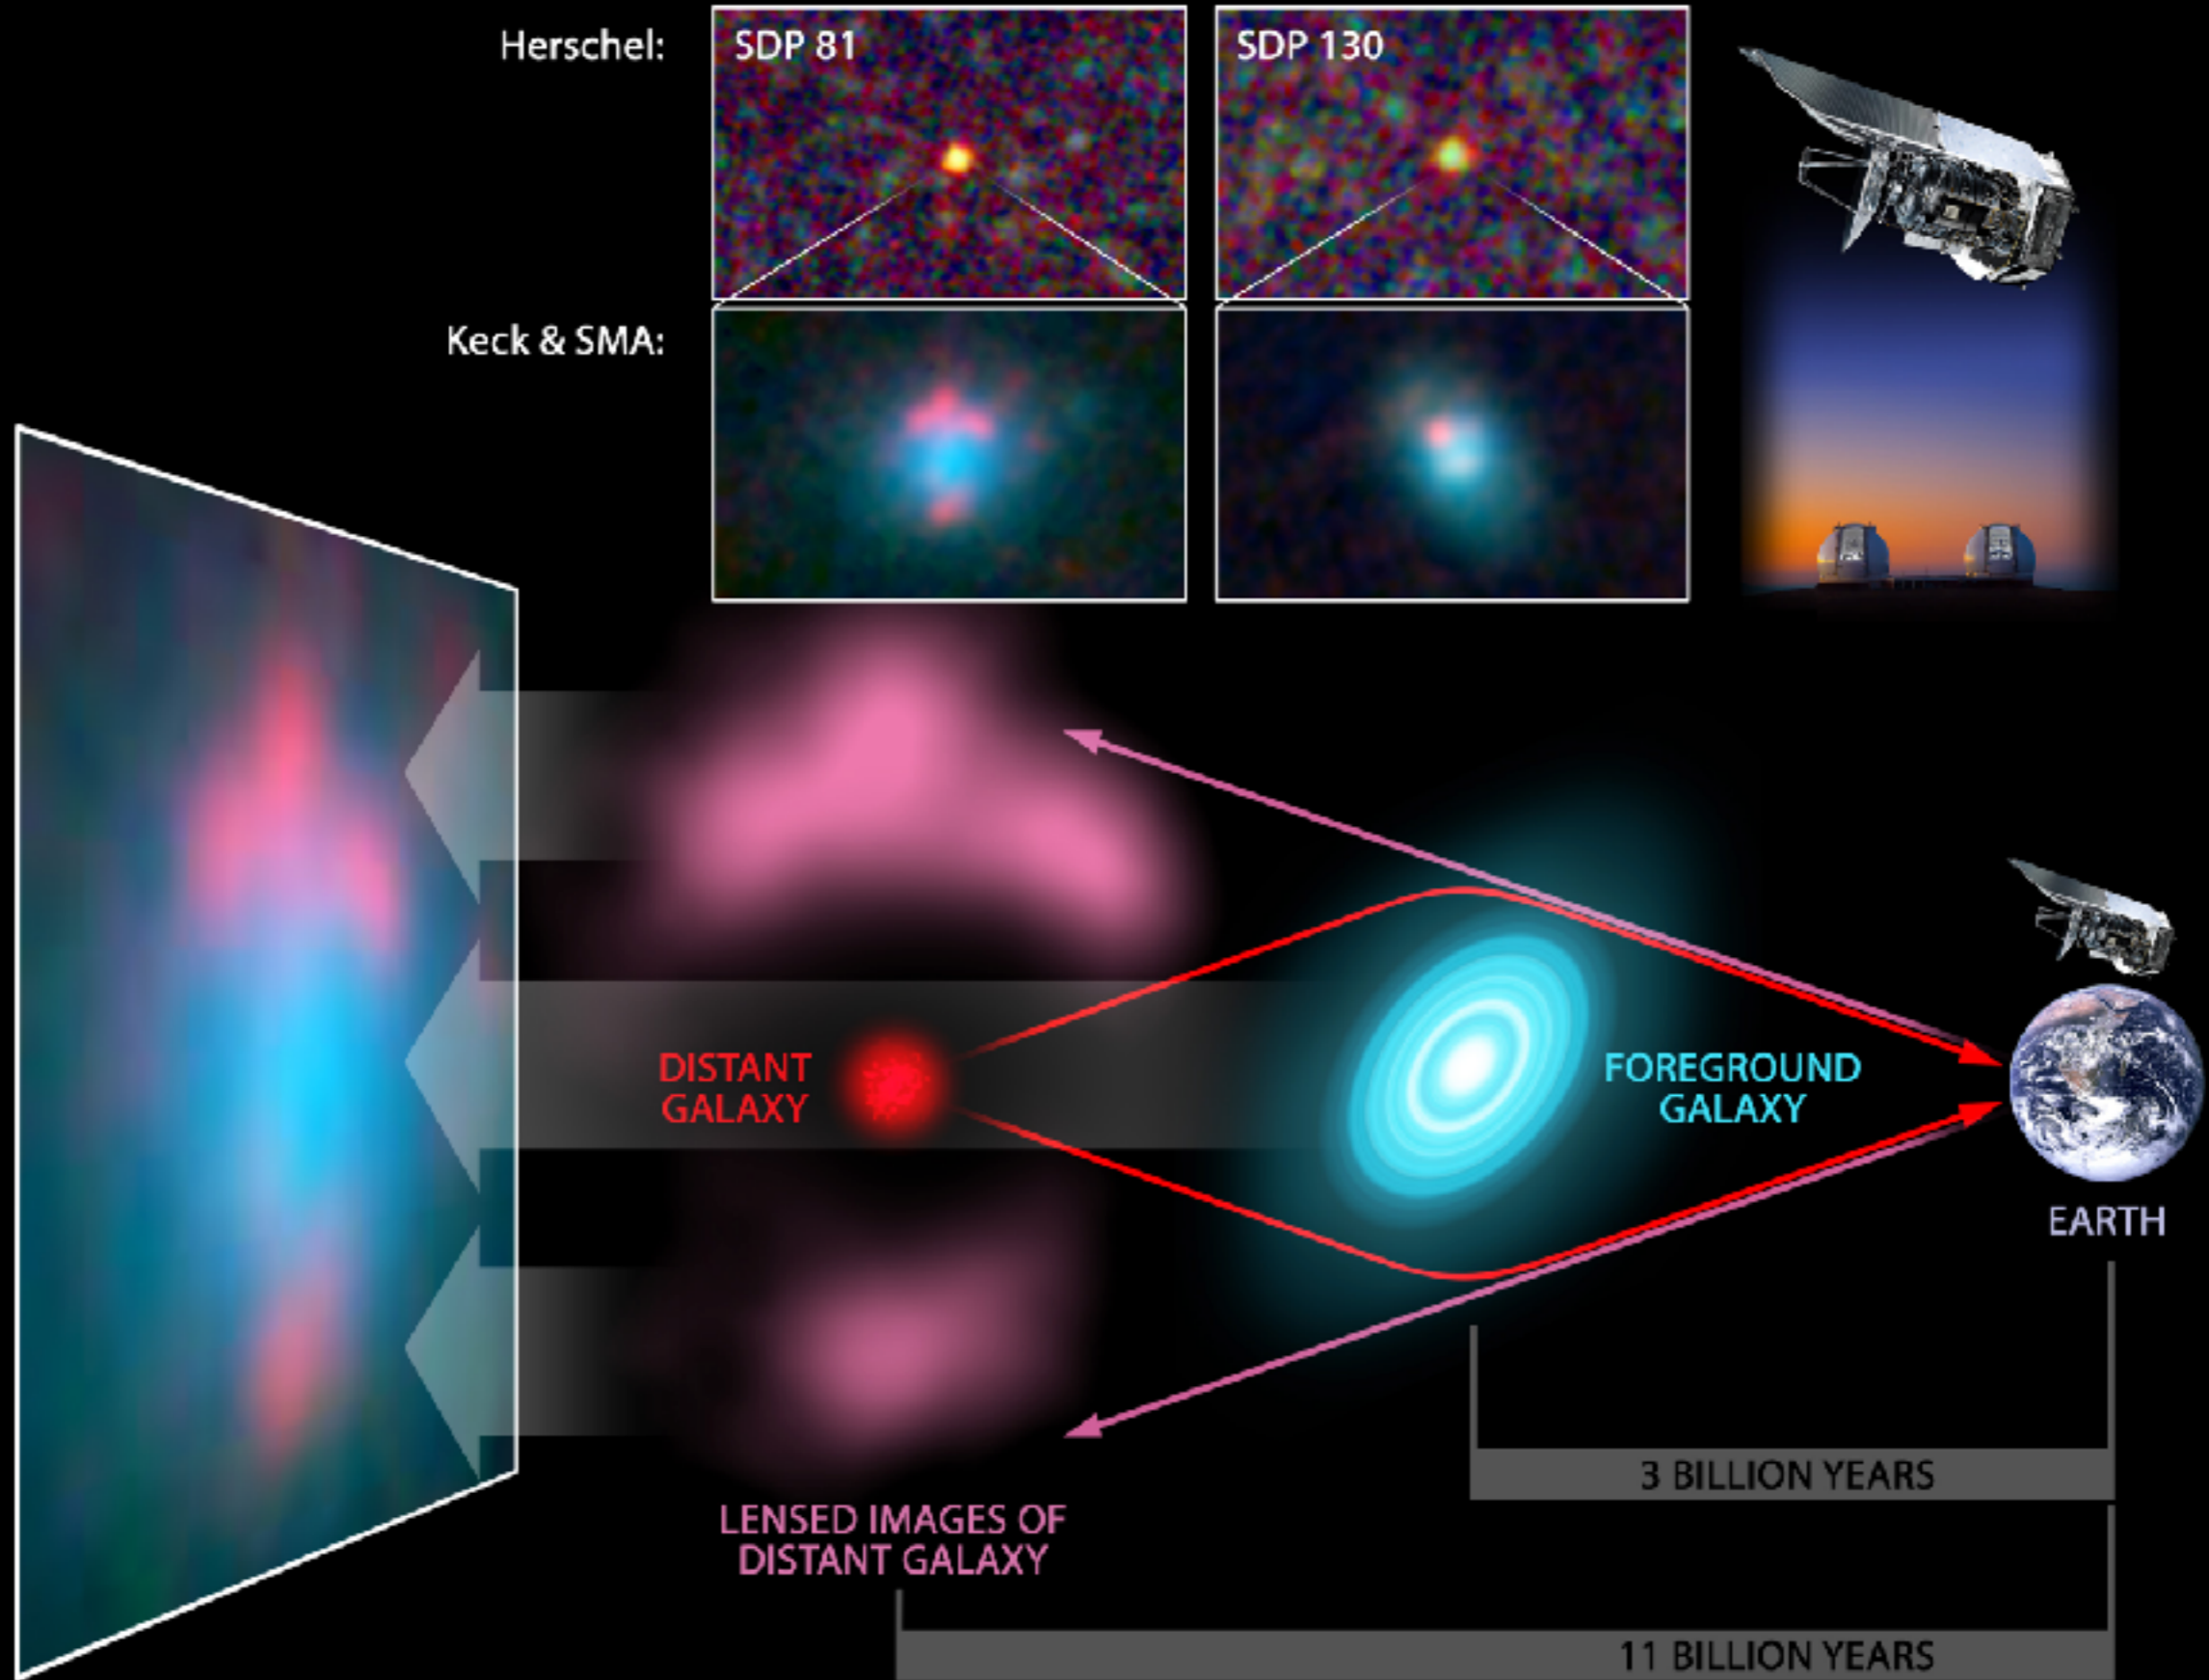 Herschel:
SDP 81
SDP 130
Keck & SMA:
DISTANT
GALAXY
FOREGROUND
GALAXY
EARTH
3 BILLION YEARS
LENSED IMAGES OF
DISTANT GALAXY
11 BILLION YEARS